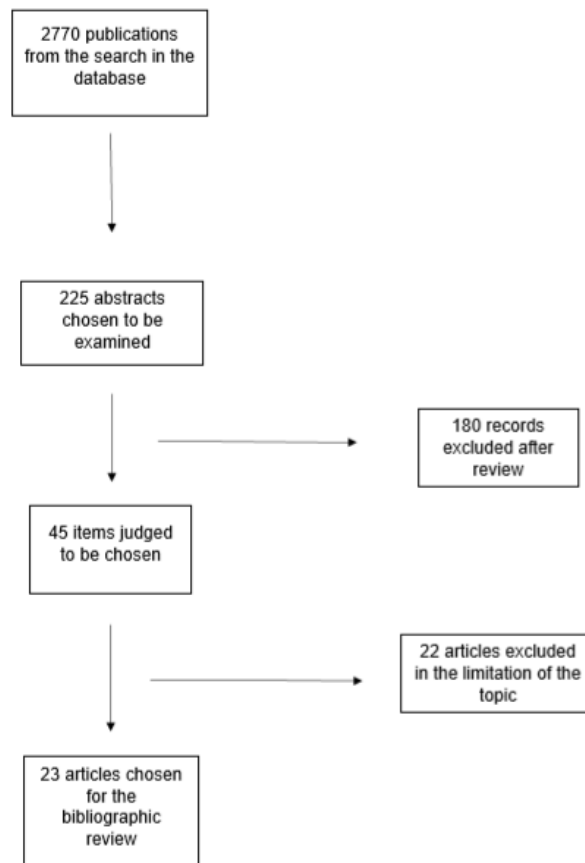 2770 publications
from the search in the
database
225 abstracts
chosen to be
examined
180 records
excluded after
review
45 items judged
to be chosen
22 articles excluded
in the limitation of the
topic
23 articles chosen
for the
bibliographic
review